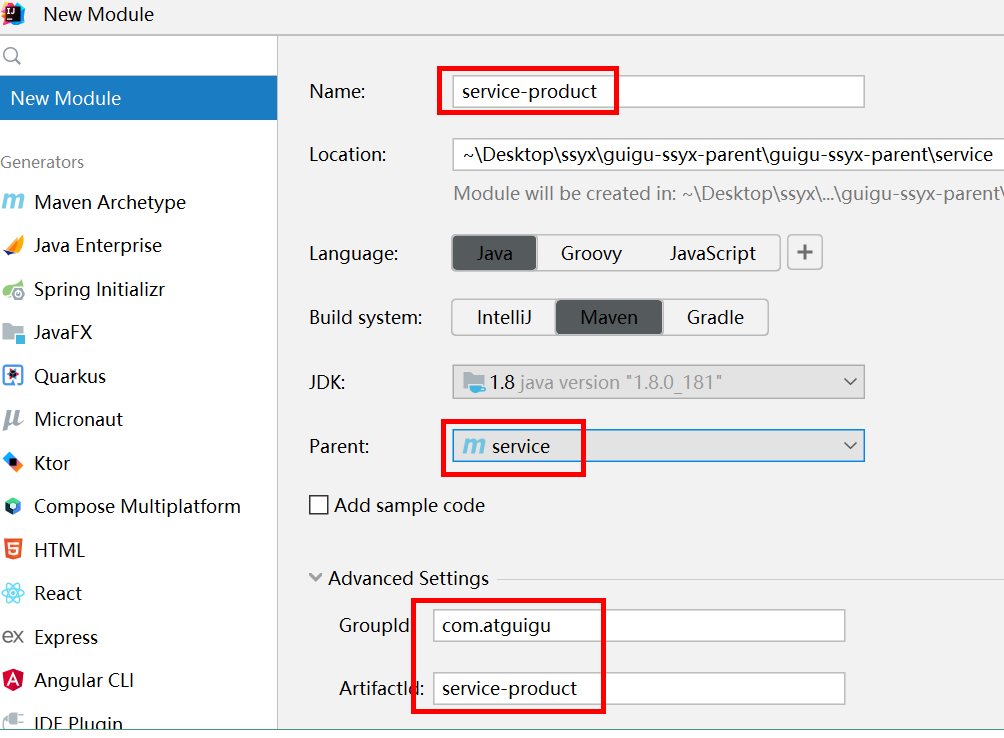 New Module
New Module
Generators
Maven Archetype
Java Enterprise
Spring Initializr
JavaFX
Quarkus
Micronaut
Ktor
Compose Multiplatform
HTML
React
Express
Angular CLI
IDE Plugin
Name: service-product
Location: ~\Desktop\ssyx\guigu-ssyx-parent\guigu-ssyx-parent\service
Module will be created in: ~\Desktop\ssyx\...\guigu-ssyx-parent\
Language: Java Groovy JavaScript +
Build system: IntelliJ Maven Gradle
JDK: 1.8 java version "1.8.0_181"
Parent: m service
Add sample code
Advanced Settings
GroupId com.atguigu
ArtifactId: service-product